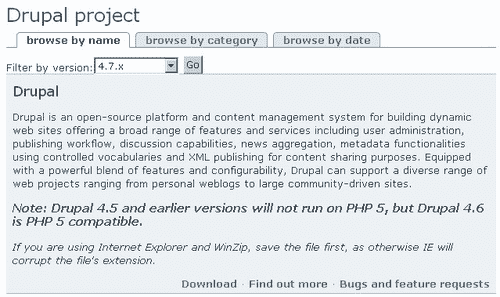 Drupal project
browse by name browse by category browse by date
Filter by version: 4.7.x Go
Drupal
Drupal is an open-source platform and content management system for building dynamic
web sites offering a broad range of features and services including user administration,
publishing workflow, discussion capabilities, news aggregation, metadata functionalities
using controlled vocabularies and XML publishing for content sharing purposes. Equipped
with a powerful blend of features and configurability, Drupal can support a diverse range of
web projects ranging from personal weblogs to large community-driven sites.
Note: Drupal 4.5 and earlier versions will not run on PHP 5, but Drupal 4.6
is PHP 5 compatible.
If you are using Internet Explorer and WinZip, save the file first, as otherwise IE will
corrupt the file's extension.
Download · Find out more · Bugs and feature requests